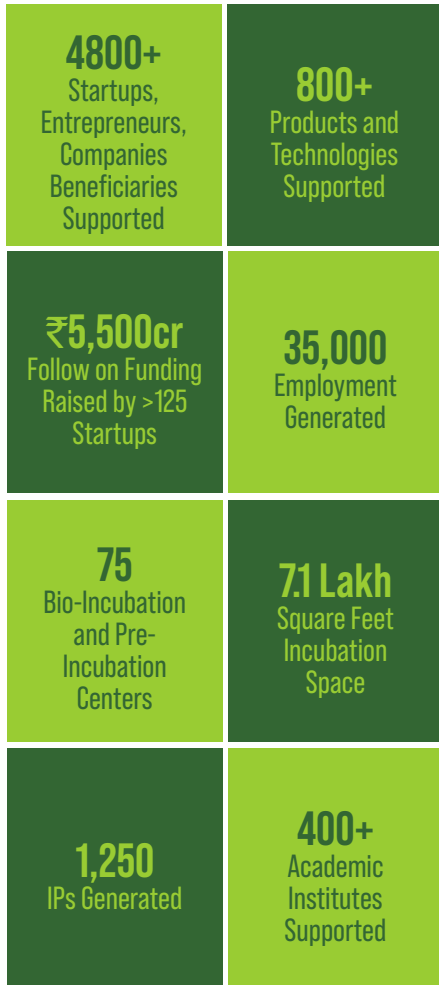 4800+
Startups,
Entrepreneurs,
Companies
Beneficiaries
Supported
800+
Products and
Technologies
Supported
₹5,500cr
Follow on Funding
Raised by >125
Startups
35,000
Employment
Generated
75
Bio-Incubation
and Pre-
Incubation
Centers
7.1 Lakh
Square Feet
Incubation
Space
1,250
IPs Generated
400+
Academic
Institutes
Supported